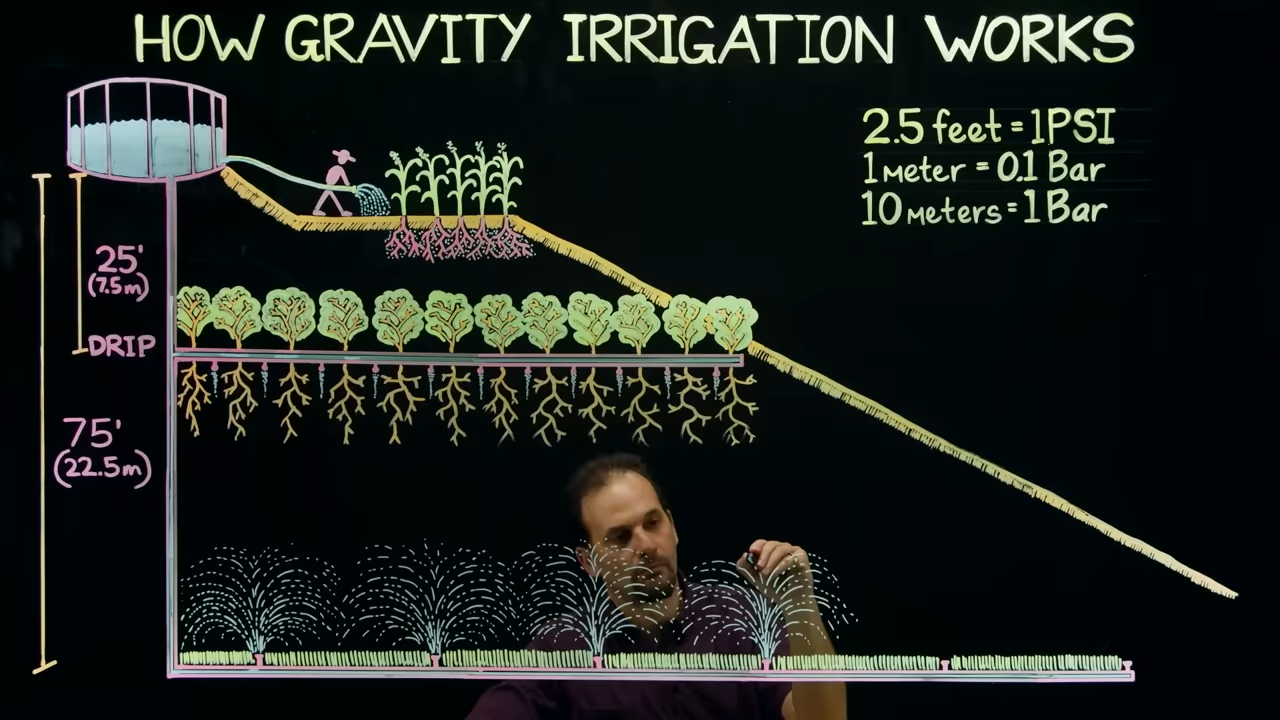 HOW GRAVITY IRRIGATION WORKS
2.5 feet = 1PSI
1 Meter = 0.1 Bar
10 Meters = 1 Bar
25'
(7.5m)
DRIP
75'
(22.5m)